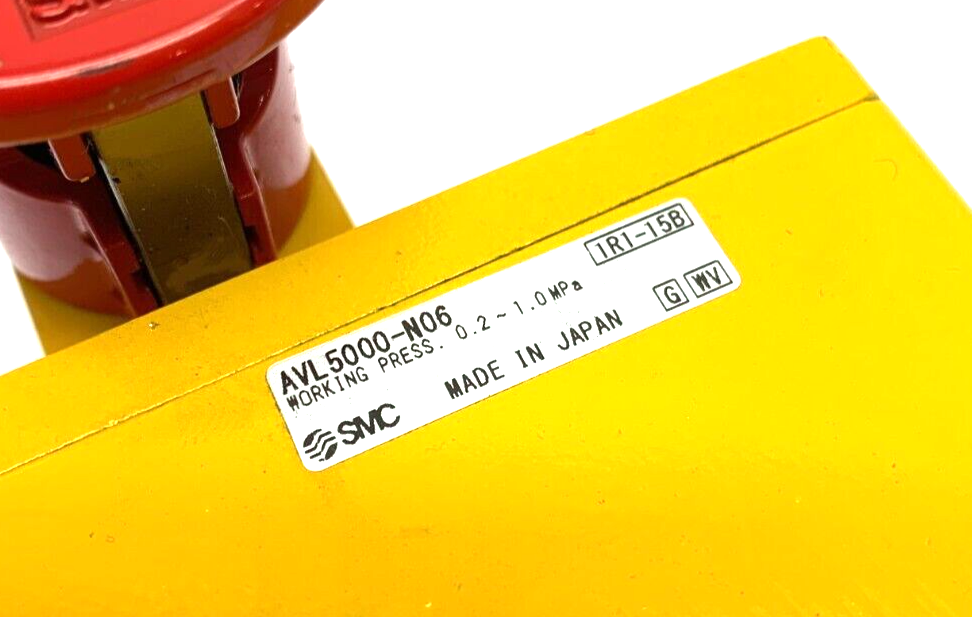 1R1-15B
AVL5000-N06
WORKING PRESS. 0.2~1.0MPa
G WV
SMC MADE IN JAPAN